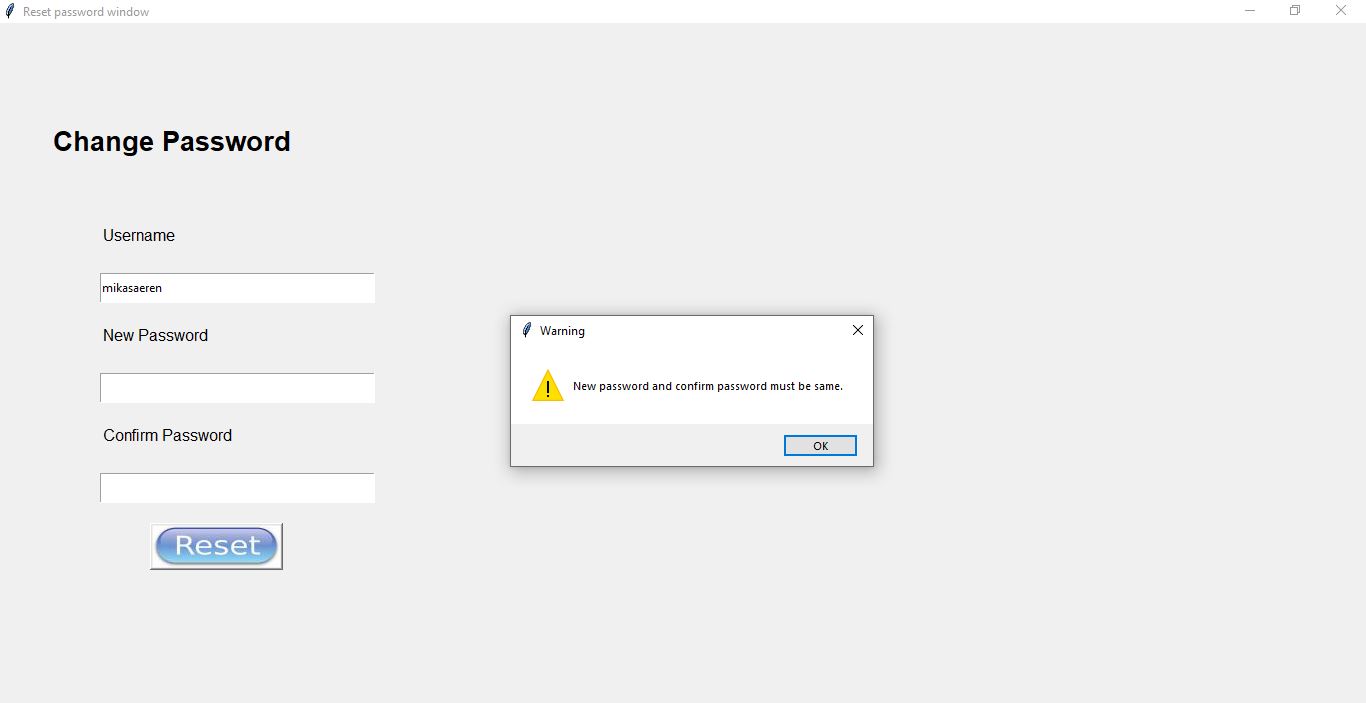 Reset password window
Change Password
Username
mikasaeren
New Password
Confirm Password
Reset
Warning
New password and confirm password must be same.
OK